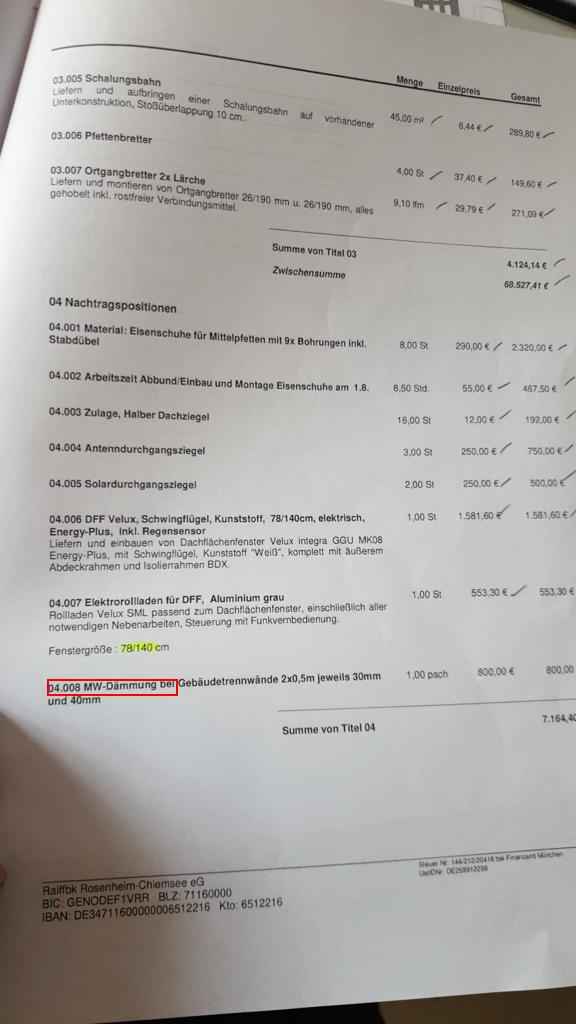 Menge Einzelpreis Gesamt
03.005 Schalungsbahn
Liefern und aufbringen einer Schalungsbahn auf vorhandener
Unterkonstruktion, Stoßüberlappung 10 cm.
45,00 m² 6,44 € 289,80 €
03.006 Pfettenbretter
4,00 St 37,40 € 149,60 €
03.007 Ortgangbretter 2x Lärche
Liefern und montieren von Ortgangbretter 26/190 mm u. 26/190 mm, alles
gehobelt inkl. rostfreier Verbindungsmittel.
9,10 lfm 29,79 € 271,09 €
Summe von Titel 03 4.124,14 €
Zwischensumme 68.527,41 €
04 Nachtragspositionen
04.001 Material: Eisenschuhe für Mittelpfetten mit 9x Bohrungen inkl.
Stabdübel
8,00 St 290,00 € 2.320,00 €
04.002 Arbeitszeit Abbund/Einbau und Montage Eisenschuhe am 1.8. 8,50 Std. 55,00 € 467,50 €
04.003 Zulage, Halber Dachziegel 16,00 St 12,00 € 192,00 €
04.004 Antenndurchgangsziegel 3,00 St 250,00 € 750,00 €
04.005 Solardurchgangsziegel 2,00 St 250,00 € 500,00 €
04.006 DFF Velux, Schwingflügel, Kunststoff, 78/140cm, elektrisch, 1,00 St 1.581,60 € 1.581,60 €
Energy-Plus, inkl. Regensensor
Liefern und einbauen von Dachflächenfenster Velux integra GGU MK08
Energy-Plus, mit Schwingflügel, Kunststoff "Weiß", komplett mit äußerem
Abdeckrahmen und Isolierrahmen BDX.
04.007 Elektrorollladen für DFF, Aluminium grau 1,00 St 553,30 € 553,30 €
Rollladen Velux SML passend zum Dachflächenfenster, einschließlich aller
notwendigen Nebenarbeiten, Steuerung mit Funkvernbedienung.
Fenstergröße : 78/140 cm
04.008 MW-Dämmung bei Gebäudetrennwände 2x0,5m jeweils 30mm 1,00 psch 800,00 € 800,00
und 40mm
Summe von Titel 04 7.164,40
Steuer Nr. 144/212/20418 bei Finanzamt München
UstIDNr. DE259912298
Raiffbk Rosenheim-Chiemsee eG
BIC: GENODEF1VRR BLZ: 71160000
IBAN: DE34711600000006512216 Kto: 6512216